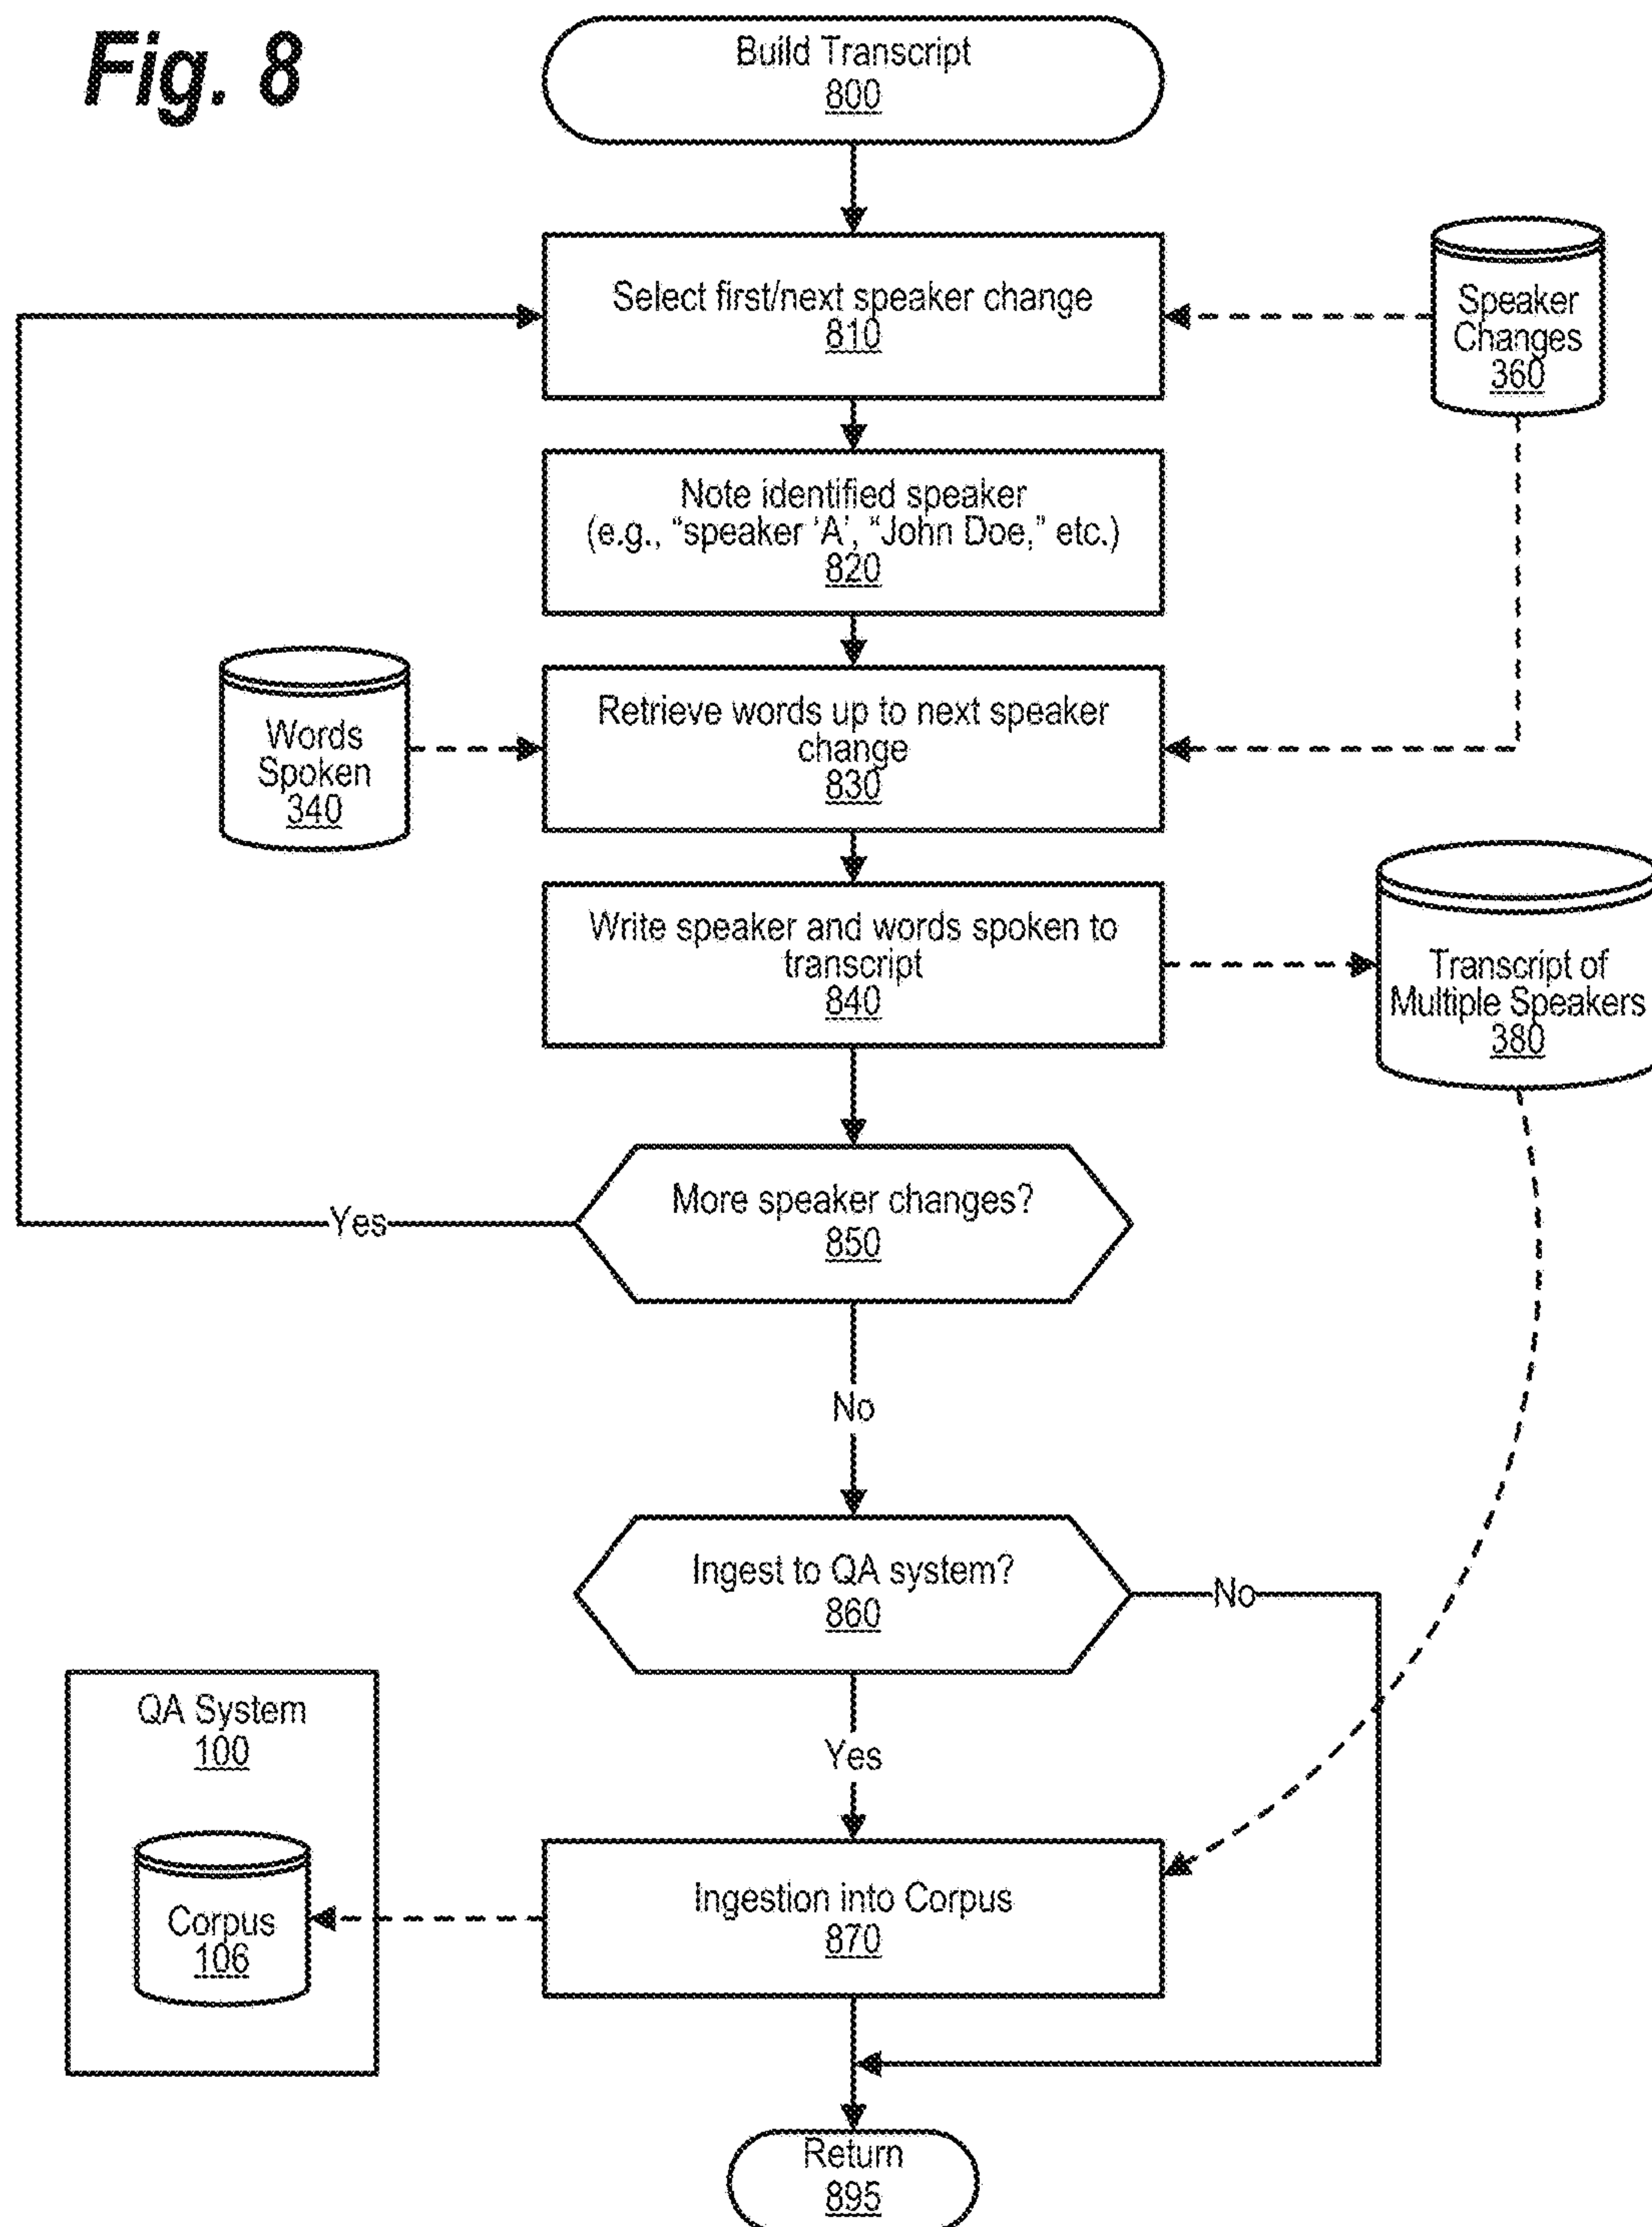 Fig. 8
Build Transcript
800
Select first/next speaker change
810
Speaker
Changes
360
Note identified speaker
(e.g., “speaker ‘A’, “John Doe,” etc.)
820
Words
Spoken
340
Retrieve words up to next speaker
change
830
Write speaker and words spoken to
transcript
840
Transcript of
Multiple Speakers
380
More speaker changes?
850
Yes
No
Ingest to QA system?
860
No
Yes
QA System
100
Corpus
106
Ingestion into Corpus
870
Return
895